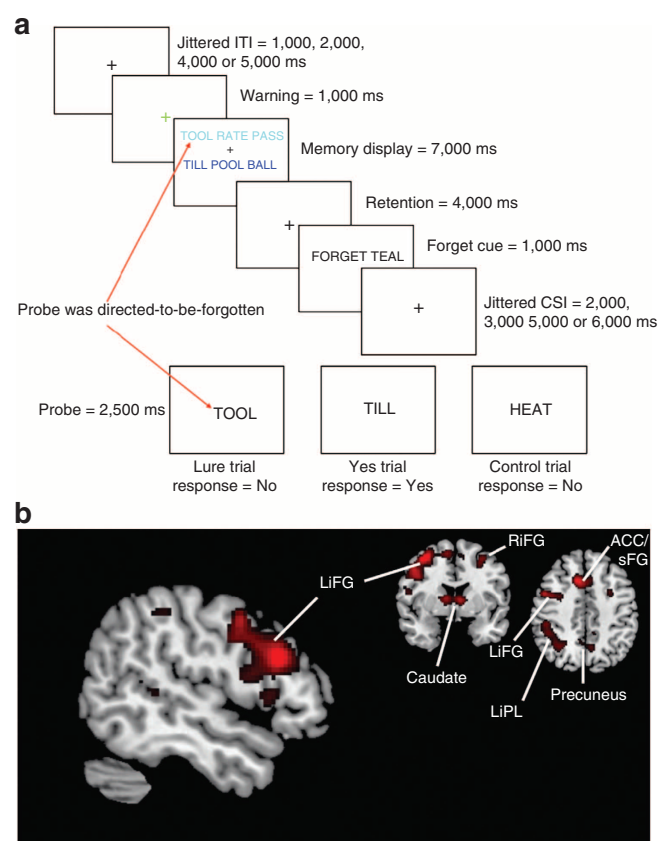 a
Jittered ITI = 1,000, 2,000,
4,000 or 5,000 ms
Warning = 1,000 ms
TOOL RATE PASS
TILL POOL BALL
Memory display = 7,000 ms
Retention = 4,000 ms
FORGET TEAL
Forget cue = 1,000 ms
Jittered CSI = 2,000,
3,000 5,000 or 6,000 ms
Probe was directed-to-be-forgotten
Probe = 2,500 ms
TOOL
TILL
HEAT
Lure trial
response = No
Yes trial
response = Yes
Control trial
response = No
b
LiFG
RiFG
ACC/
sFG
LiFG
Caudate
LiPL
Precuneus